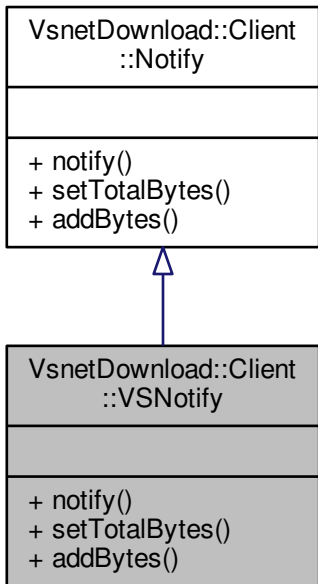 VsnetDownload::Client
::Notify
+ notify()
+ setTotalBytes()
+ addBytes()
VsnetDownload::Client
::VSNotify
+ notify()
+ setTotalBytes()
+ addBytes()